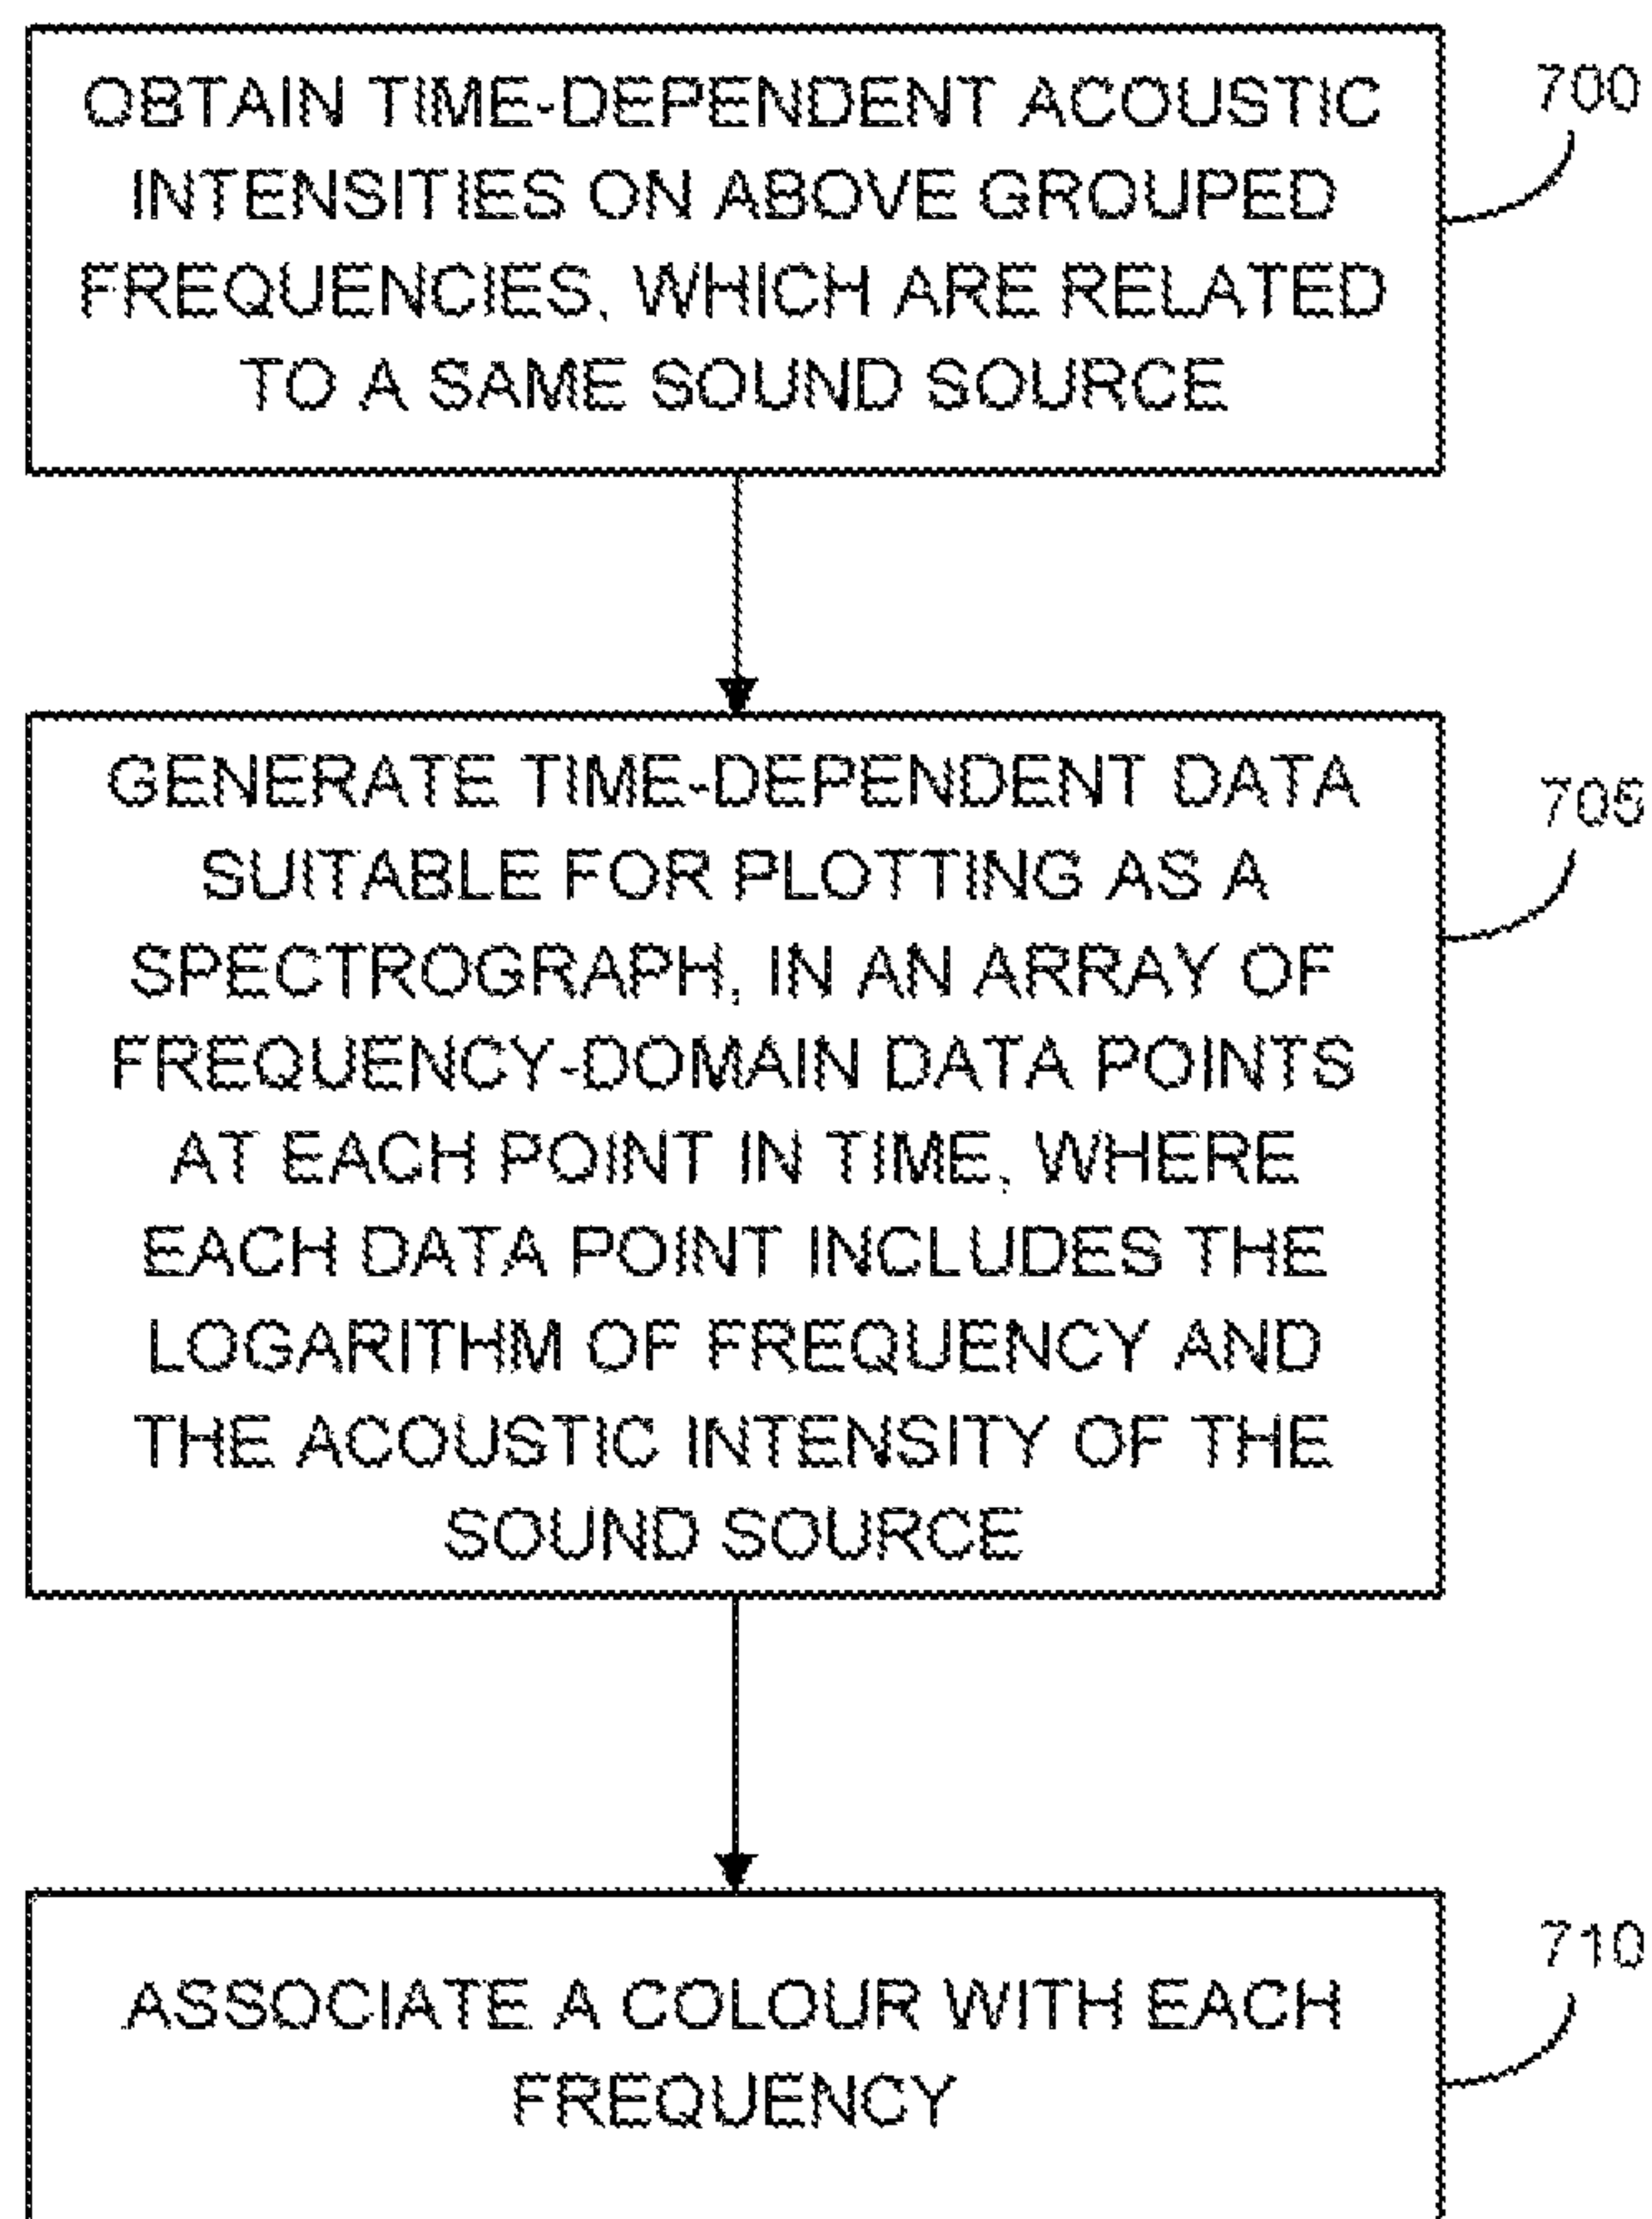 OBTAIN TIME-DEPENDENT ACOUSTIC
INTENSITIES ON ABOVE GROUPED
FREQUENCIES, WHICH ARE RELATED
TO A SAME SOUND SOURCE
700
GENERATE TIME-DEPENDENT DATA
SUITABLE FOR PLOTTING AS A
SPECTROGRAPH, IN AN ARRAY OF
FREQUENCY-DOMAIN DATA POINTS
AT EACH POINT IN TIME, WHERE
EACH DATA POINT INCLUDES THE
LOGARITHM OF FREQUENCY AND
THE ACOUSTIC INTENSITY OF THE
SOUND SOURCE
705
ASSOCIATE A COLOUR WITH EACH
FREQUENCY
710